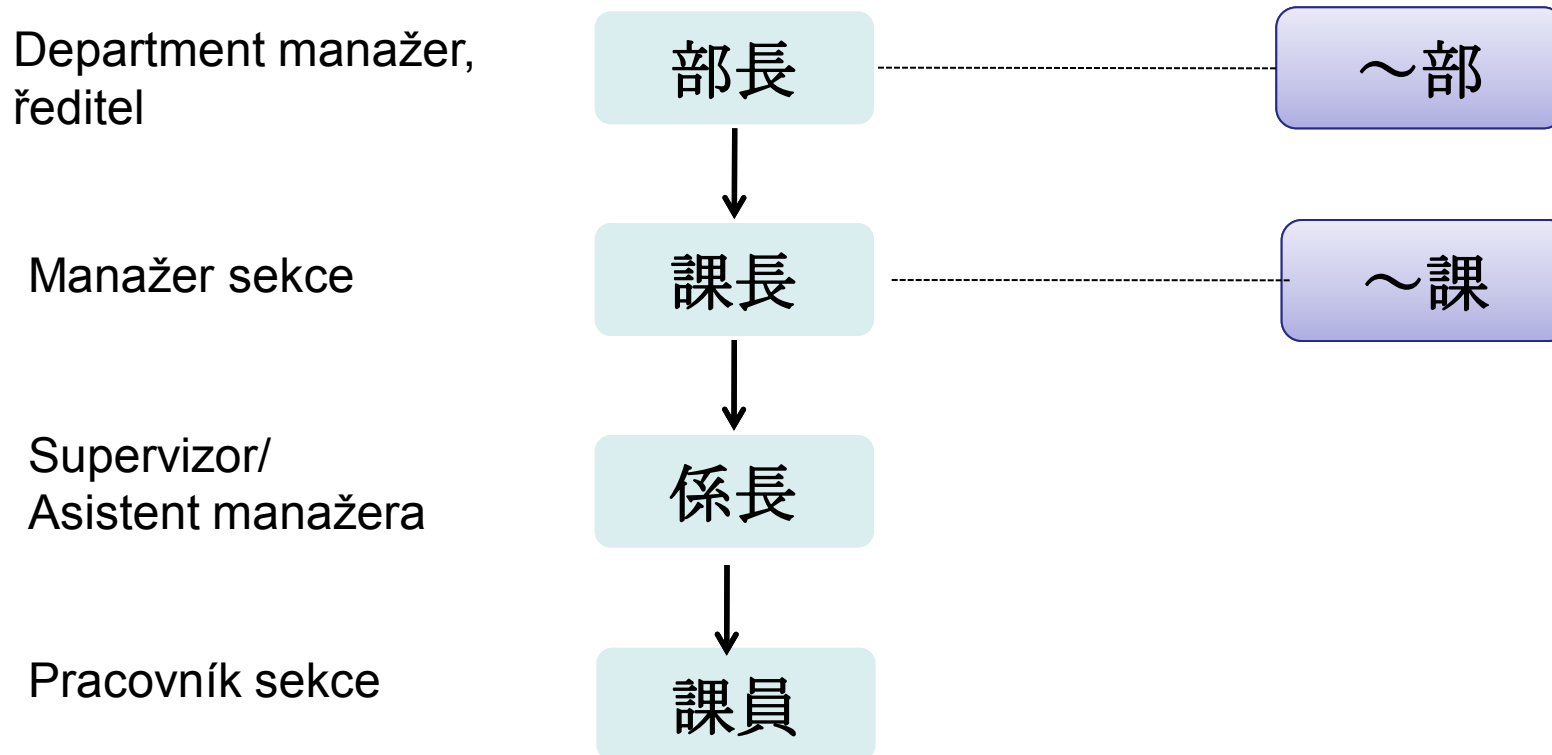 Department manažer,
ředitel
部長
～部
Manažer sekce
課長
～課
Supervizor/
Asistent manažera
係長
Pracovník sekce
課員